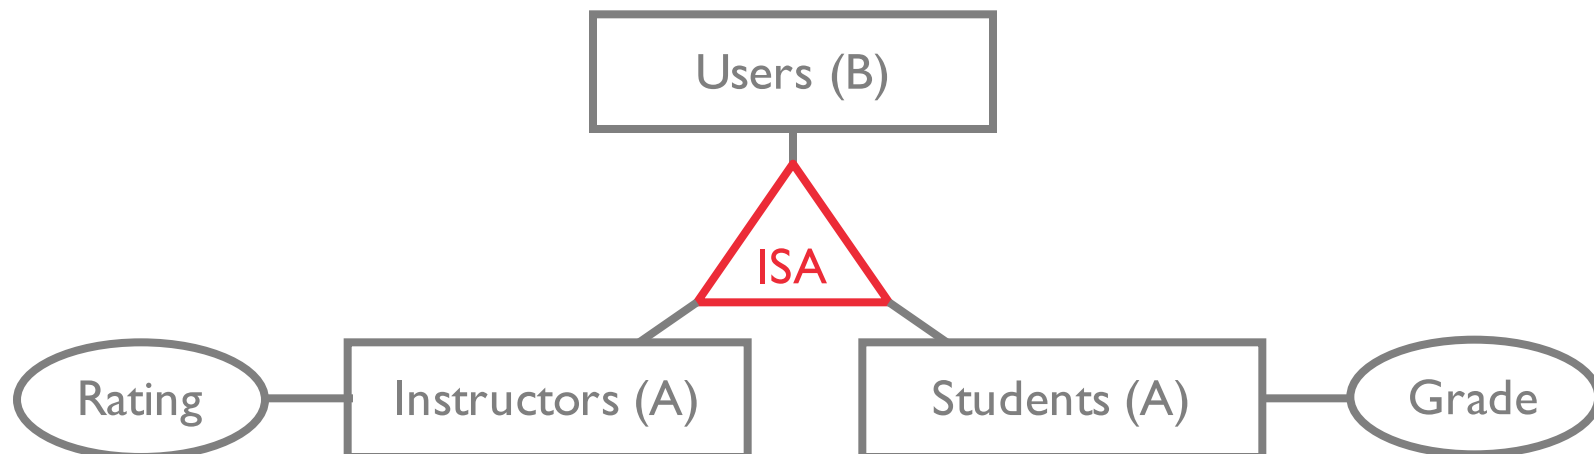 Users (B)
ISA
Rating
Instructors (A)
Students (A)
Grade